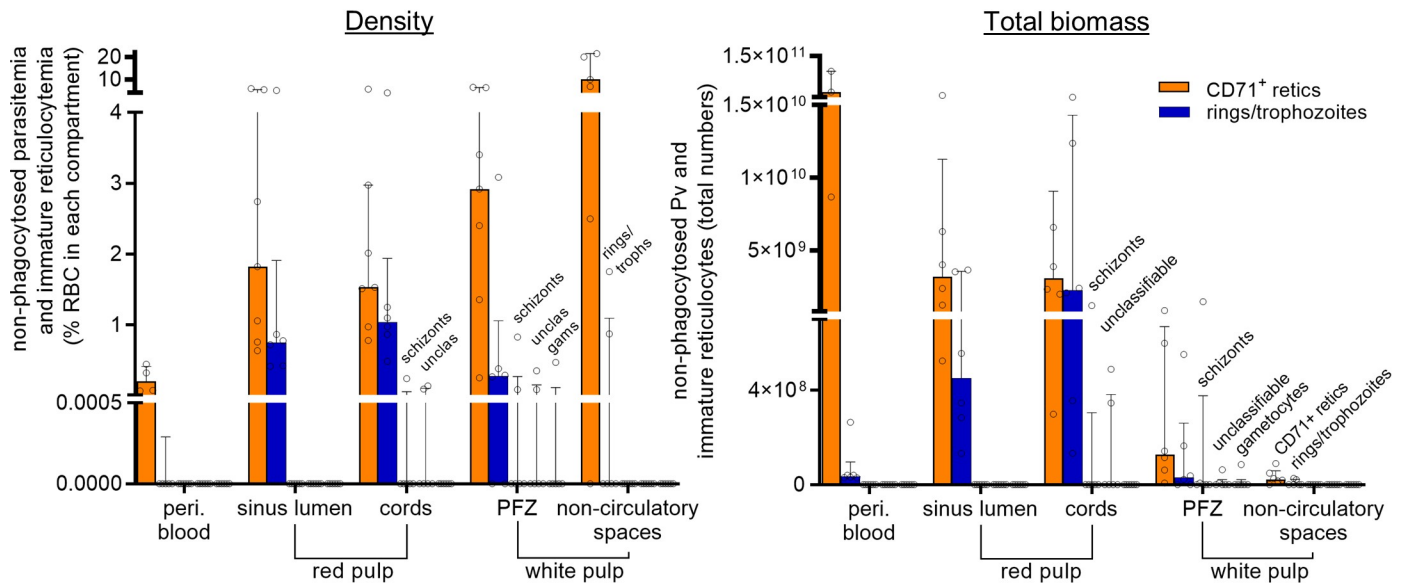 Density
non-phagocytosed parasitemia
and immature reticulocytemia
(% RBC in each compartment)
20
10
4
3
2
1
0.0005
0.0000
schizonts
unclas
schizonts
unclas
gams
rings/
trophs
peri.
blood
sinus lumen
cords
PFZ
non-circulatory
spaces
red pulp
white pulp
Total biomass
non-phagocytosed Pv and
immature reticulocytes (total numbers)
1.5×10¹¹
1.5×10¹⁰
1×10¹⁰
5×10⁹
4×10⁸
0
CD71⁺ retics
rings/trophozoites
schizonts
unclassifiable
schizonts
unclassifiable
gametocytes
CD71+ retics
rings/trophozoites
peri.
blood
sinus lumen
cords
PFZ
non-circulatory
spaces
red pulp
white pulp